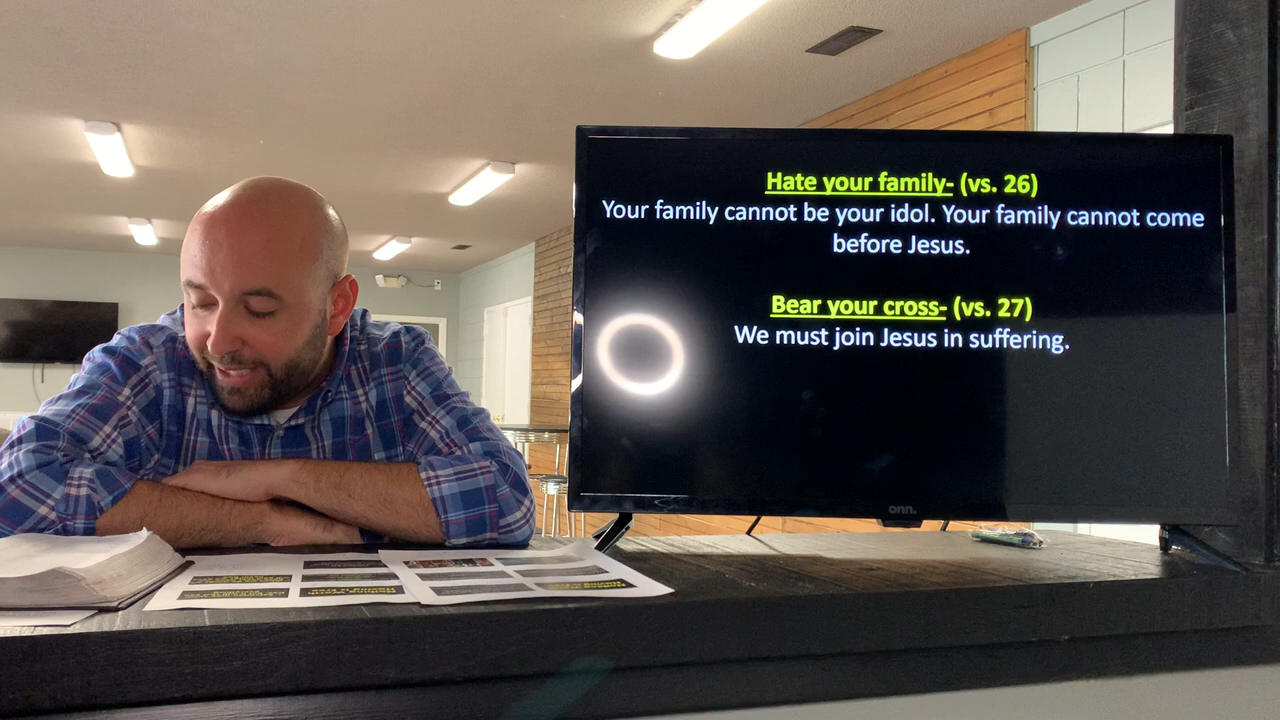 Hate your family- (vs. 26)
Your family cannot be your idol. Your family cannot come
before Jesus.
Bear your cross- (vs. 27)
We must join Jesus in suffering.
onn.